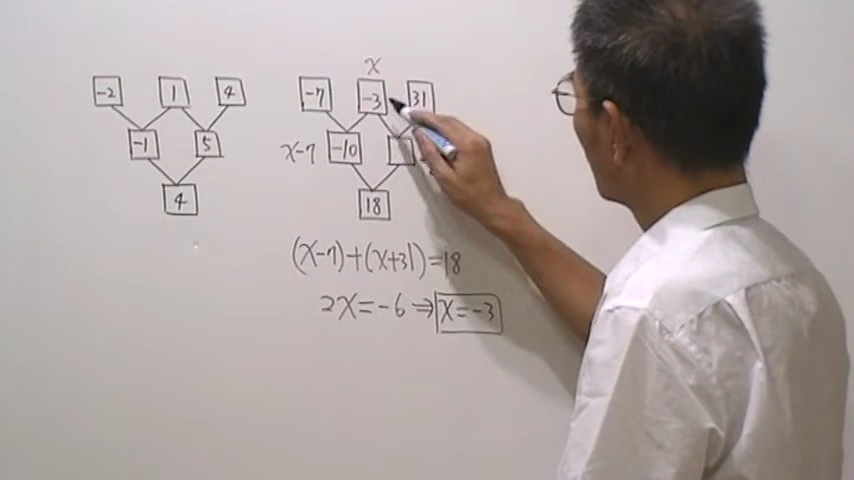 x
-2 1 4 -7 -3 31
-1 5 x-7 -10
4 18
(x-7)+(x+31)=18
2x=-6⇒x=-3